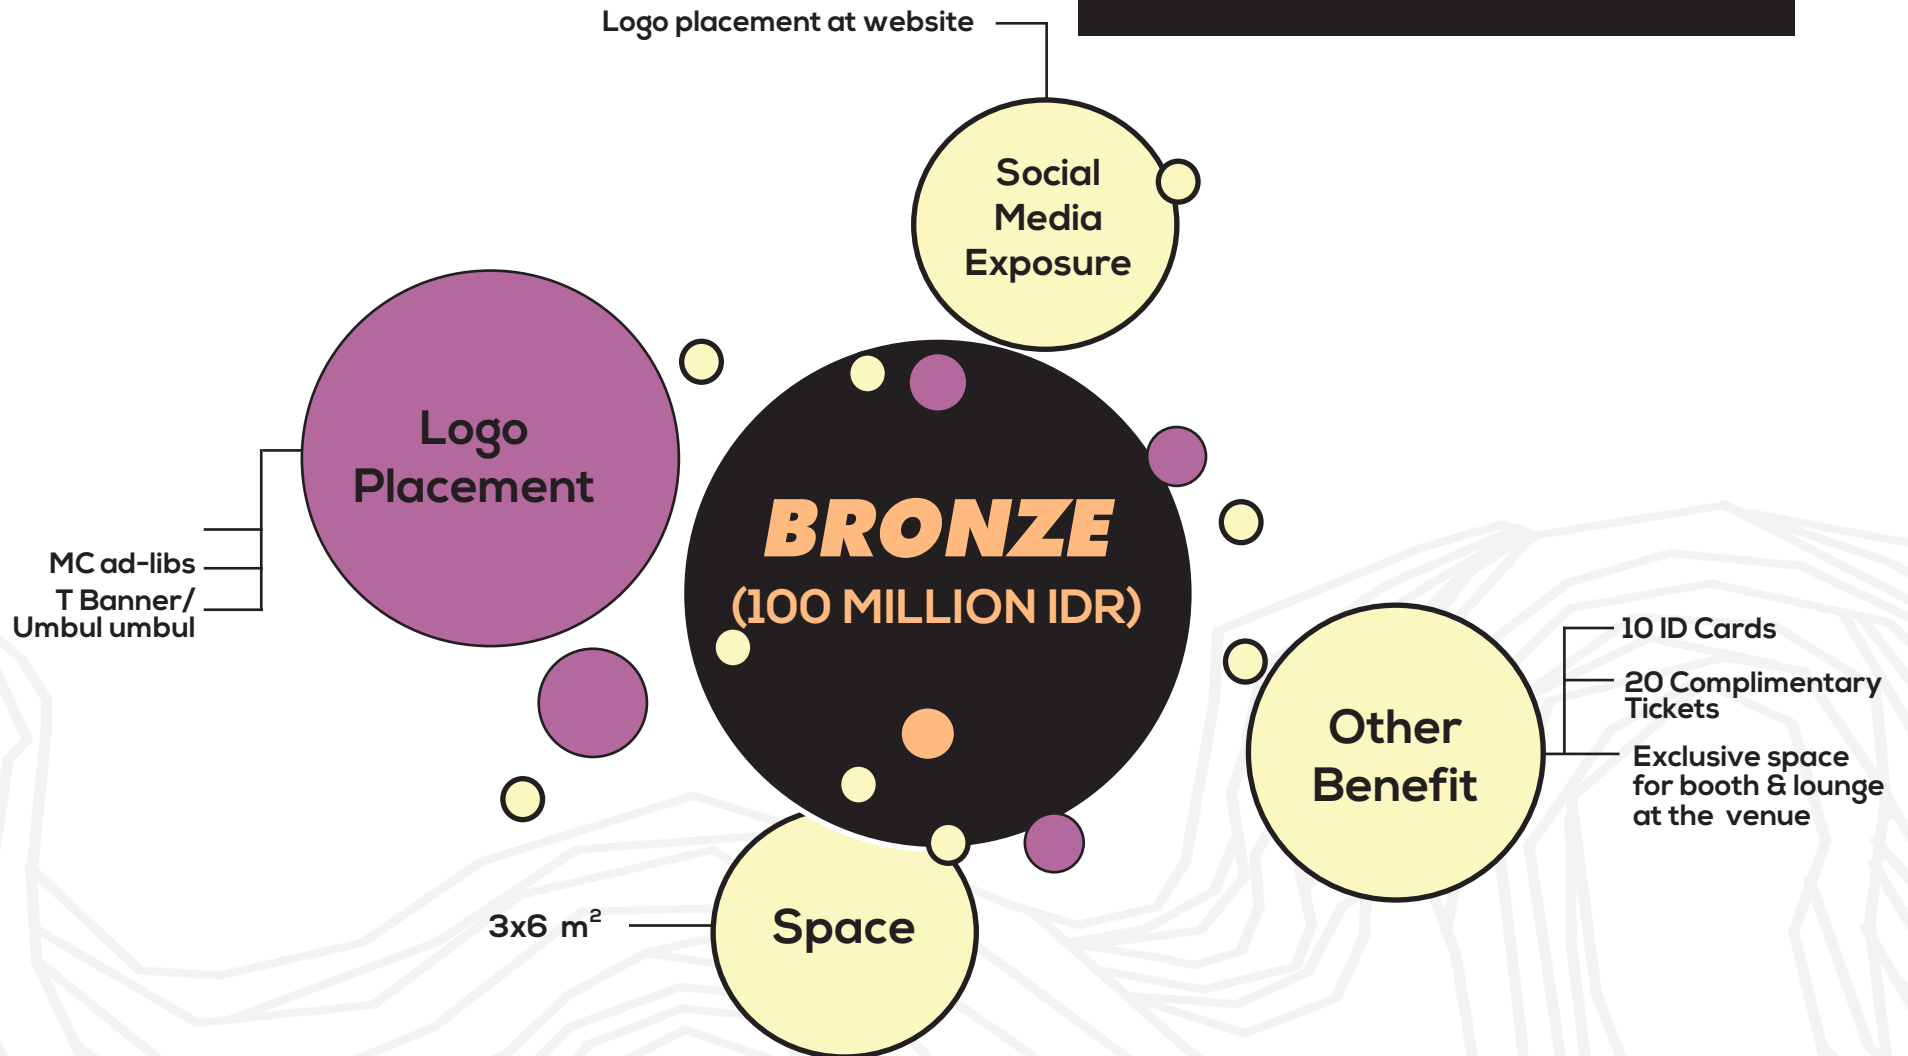 Logo placement at website
Social
Media
Exposure
Logo
Placement
MC ad-libs
T Banner/
Umbul umbul
BRONZE
(100 MILLION IDR)
10 ID Cards
20 Complimentary
Tickets
Exclusive space
for booth & lounge
at the venue
Other
Benefit
3x6 m²
Space